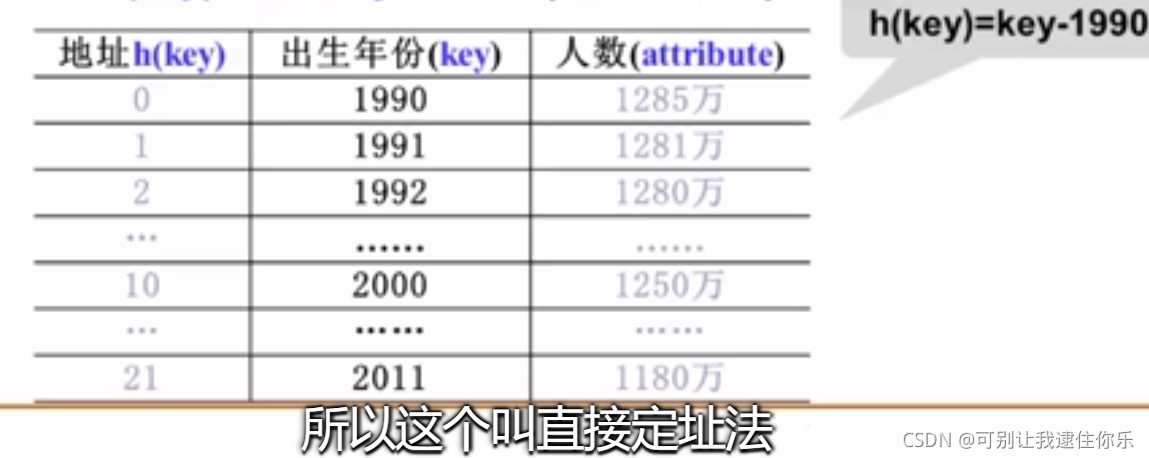 h(key)=key-1990
地址h(key) 出生年份(key) 人数(attribute)
0 1990 1285万
1 1991 1281万
2 1992 1280万
... ...... ......
10 2000 1250万
... ...... ......
21 2011 1180万
所以这个叫直接定址法
CSDN @可别让我逮住你乐